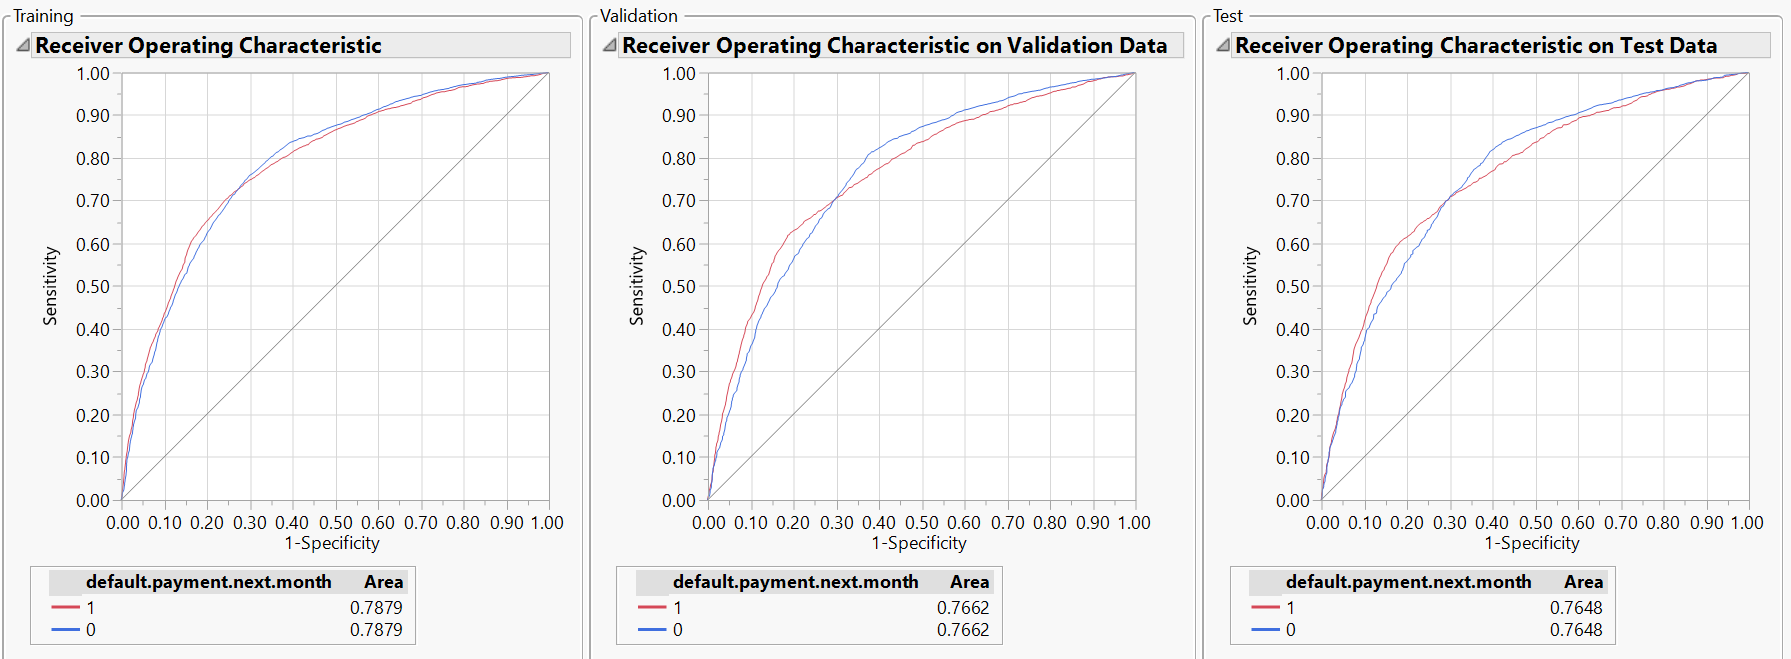 Training
Receiver Operating Characteristic
1.00
0.90
0.80
0.70
0.60
0.50
0.40
0.30
0.20
0.10
0.00
Sensitivity
0.00 0.10 0.20 0.30 0.40 0.50 0.60 0.70 0.80 0.90 1.00
1-Specificity
default.payment.next.month Area
1 0.7879
0 0.7879
Validation
Receiver Operating Characteristic on Validation Data
1.00
0.90
0.80
0.70
0.60
0.50
0.40
0.30
0.20
0.10
0.00
Sensitivity
0.00 0.10 0.20 0.30 0.40 0.50 0.60 0.70 0.80 0.90 1.00
1-Specificity
default.payment.next.month Area
1 0.7662
0 0.7662
Test
Receiver Operating Characteristic on Test Data
1.00
0.90
0.80
0.70
0.60
0.50
0.40
0.30
0.20
0.10
0.00
Sensitivity
0.00 0.10 0.20 0.30 0.40 0.50 0.60 0.70 0.80 0.90 1.00
1-Specificity
default.payment.next.month Area
1 0.7648
0 0.7648